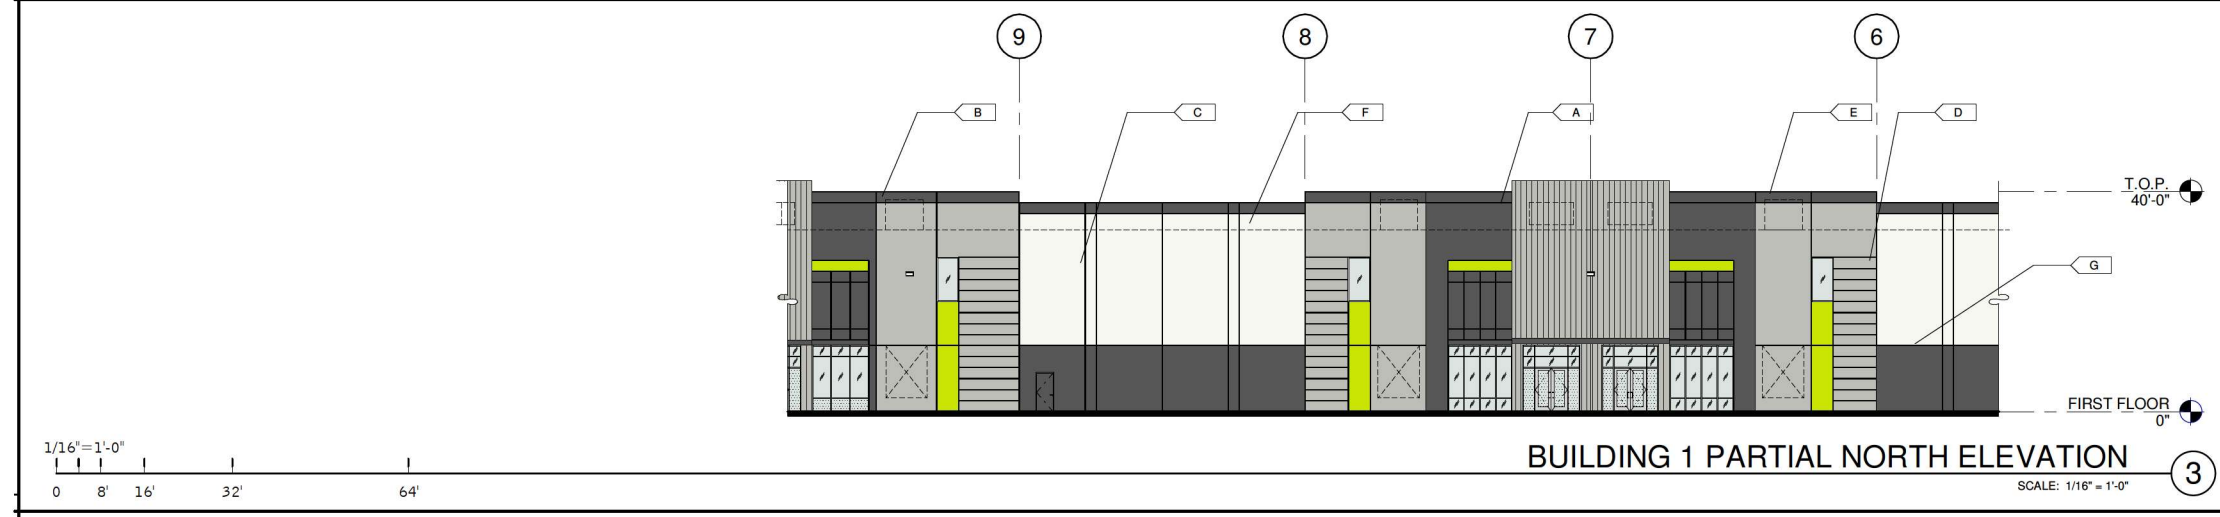 9 8 7 6
B C F A E D
T.O.P.
40'-0"
G
FIRST FLOOR
0"
1/16"=1'-0"
0 8' 16' 32' 64'
BUILDING 1 PARTIAL NORTH ELEVATION
3
SCALE: 1/16" = 1'-0"